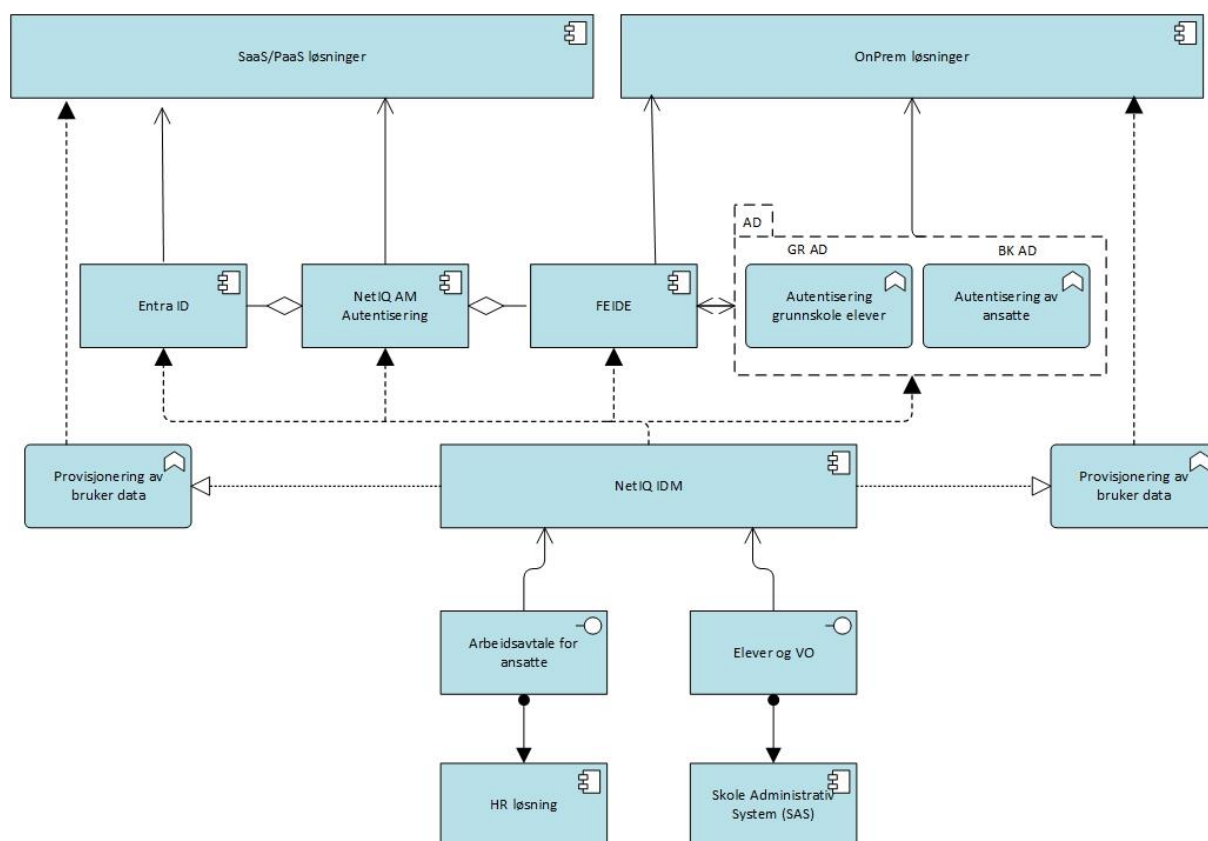 SaaS/PaaS løsninger
OnPrem løsninger
AD
GR AD
BK AD
Entra ID
NetIQ AM
Autentisering
FEIDE
Autentisering
grunnskole elever
Autentisering av
ansatte
Provisjonering av
bruker data
NetIQ IDM
Provisjonering av
bruker data
Arbeidsavtale for
ansatte
Elever og VO
HR løsning
Skole Administrativ
System (SAS)